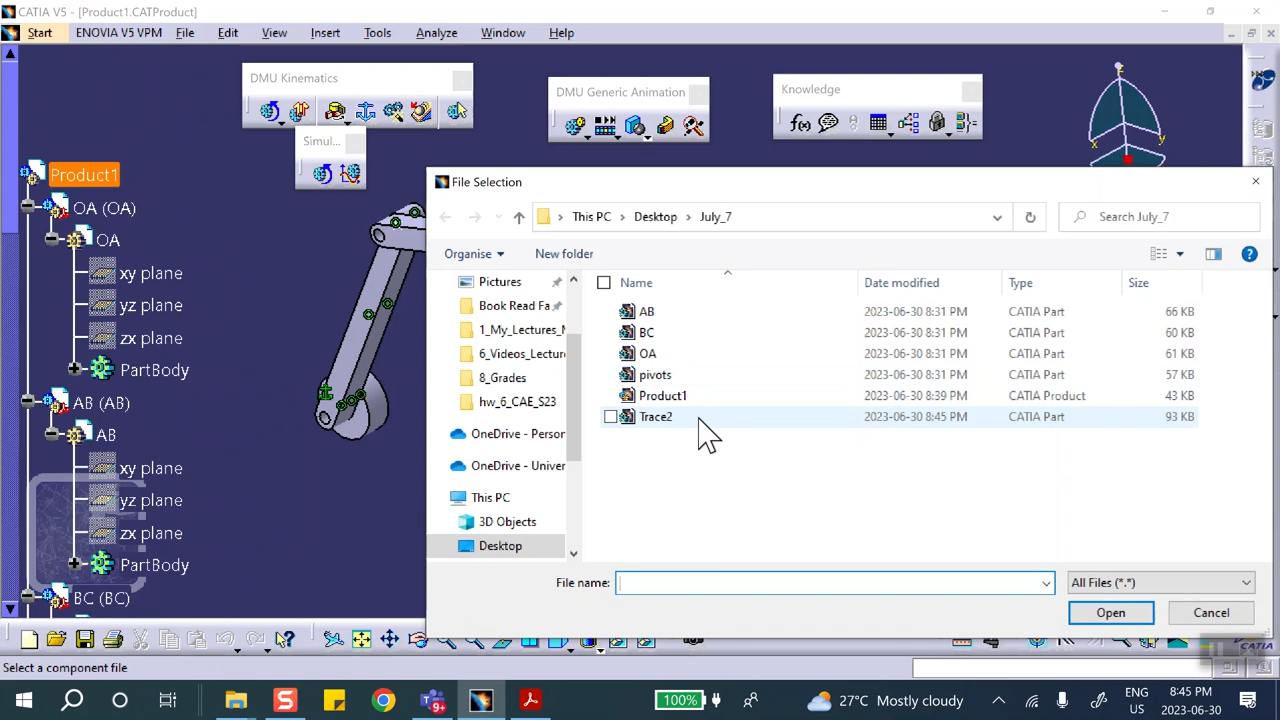 CATIA V5 - [Product1.CATProduct]
Start ENOVIA V5 VPM File Edit View Insert Tools Analyze Window Help
DMU Kinematics
DMU Generic Animation
Knowledge
f(x)
Simul...
z
x
y
Product1
OA (OA)
OA
xy plane
yz plane
zx plane
PartBody
AB (AB)
AB
xy plane
yz plane
zx plane
PartBody
BC (BC)
File Selection
This PC > Desktop > July_7
Search July_7
Organise
New folder
Pictures
Book Read Fa
1_My_Lectures_M
6_Videos_Lectur
8_Grades
hw_6_CAE_S23
OneDrive - Person
OneDrive - Univer
This PC
3D Objects
Desktop
Name Date modified Type Size
AB 2023-06-30 8:31 PM CATIA Part 66 KB
BC 2023-06-30 8:31 PM CATIA Part 63 KB
OA 2023-06-30 8:31 PM CATIA Part 61 KB
pivots 2023-06-30 8:31 PM CATIA Part 57 KB
Product1 2023-06-30 8:39 PM CATIA Product 43 KB
Trace2 2023-06-30 8:45 PM CATIA Part 93 KB
File name:
All Files (*.*)
Open
Cancel
CATIA
Select a component file
100%
9+
27°C Mostly cloudy
ENG
US
8:45 PM
2023-06-30